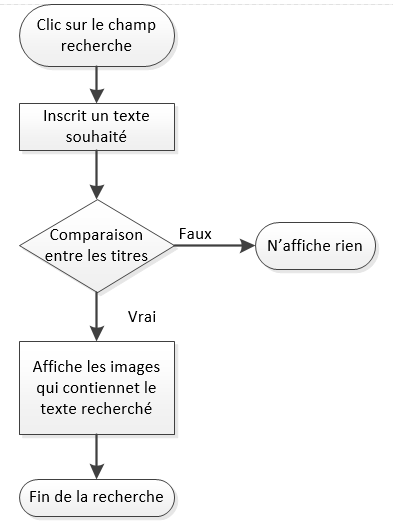 Clic sur le champ
recherche
Inscrit un texte
souhaité
Comparaison
entre les titres
Faux
N’affiche rien
Vrai
Affiche les images
qui contiennet le
texte recherché
Fin de la recherche